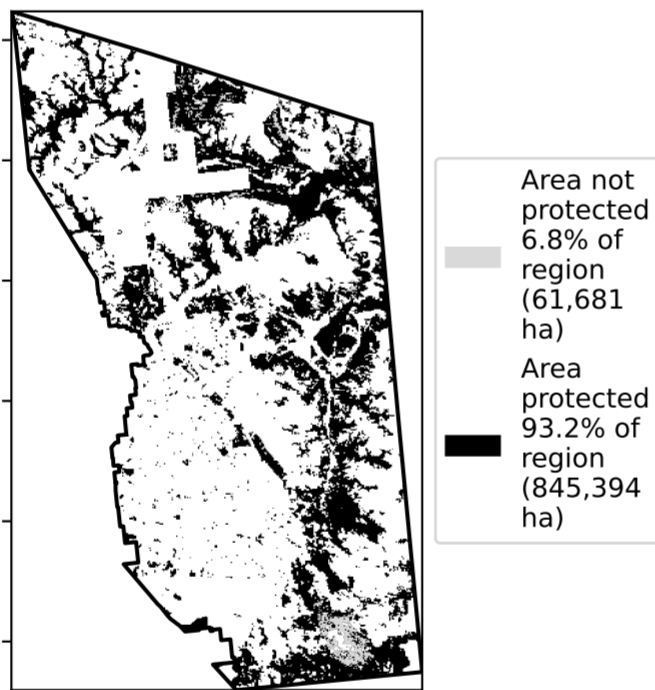 Area not
protected
6.8% of
region
(61,681
ha)
Area
protected
93.2% of
region
(845,394
ha)